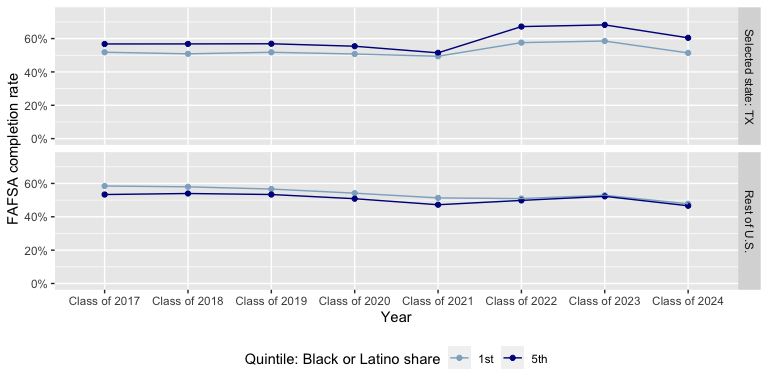 FAFSA completion rate
60%
40%
20%
0%
Selected state: TX
60%
40%
20%
0%
Rest of U.S.
Class of 2017 Class of 2018 Class of 2019 Class of 2020 Class of 2021 Class of 2022 Class of 2023 Class of 2024
Year
Quintile: Black or Latino share 1st 5th